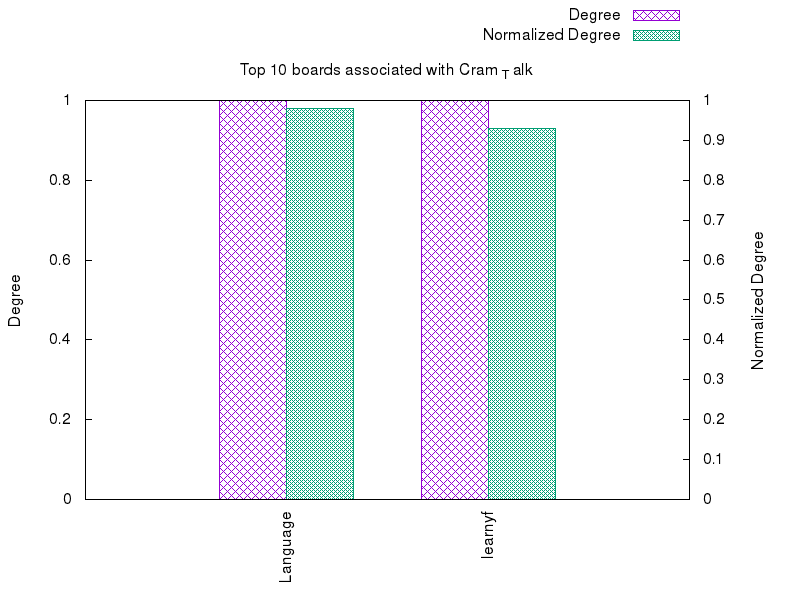 Degree
Normalized Degree
Top 10 boards associated with Cram T alk
1
0.8
0.6
0.4
0.2
0
Degree
1
0.9
0.8
0.7
0.6
0.5
0.4
0.3
0.2
0.1
0
Normalized Degree
Language
learnyf